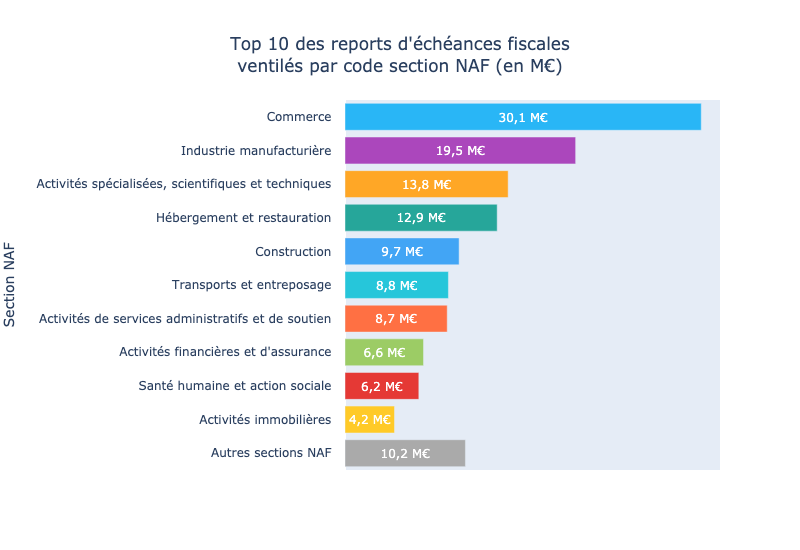 Top 10 des reports d'échéances fiscales
ventilés par code section NAF (en M€)
Section NAF
Commerce 30,1 M€
Industrie manufacturière 19,5 M€
Activités spécialisées, scientifiques et techniques 13,8 M€
Hébergement et restauration 12,9 M€
Construction 9,7 M€
Transports et entreposage 8,8 M€
Activités de services administratifs et de soutien 8,7 M€
Activités financières et d'assurance 6,6 M€
Santé humaine et action sociale 6,2 M€
Activités immobilières 4,2 M€
Autres sections NAF 10,2 M€